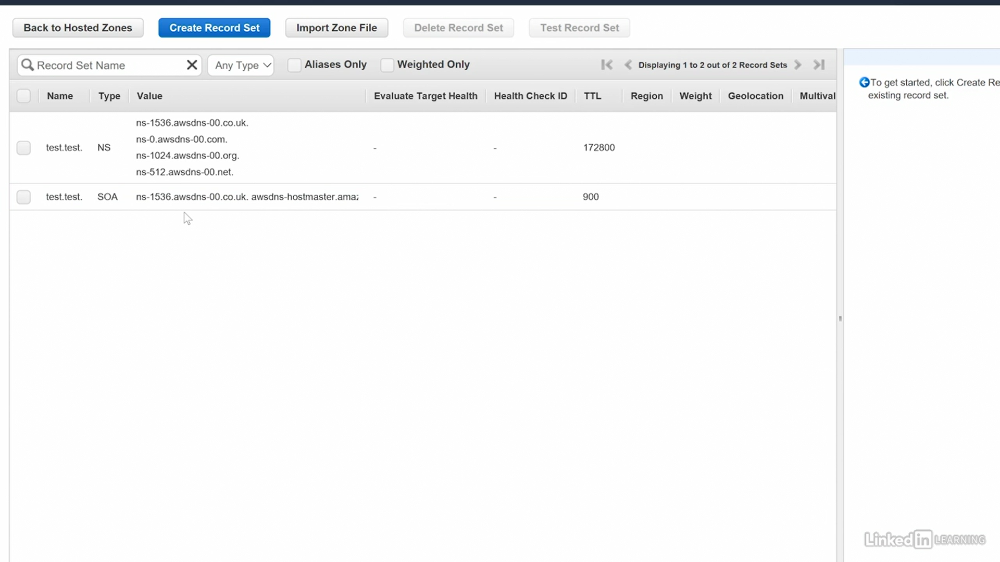 Back to Hosted Zones Create Record Set Import Zone File Delete Record Set Test Record Set
Record Set Name Any Type Aliases Only Weighted Only Displaying 1 to 2 out of 2 Record Sets
Name Type Value Evaluate Target Health Health Check ID TTL Region Weight Geolocation Multival
test.test. NS
ns-1536.awsdns-00.co.uk.
ns-0.awsdns-00.com.
ns-1024.awsdns-00.org.
ns-512.awsdns-00.net.
- - 172800
test.test. SOA ns-1536.awsdns-00.co.uk. awsdns-hostmaster.ama - - 900
To get started, click Create Re
existing record set.
Linked in LEARNING